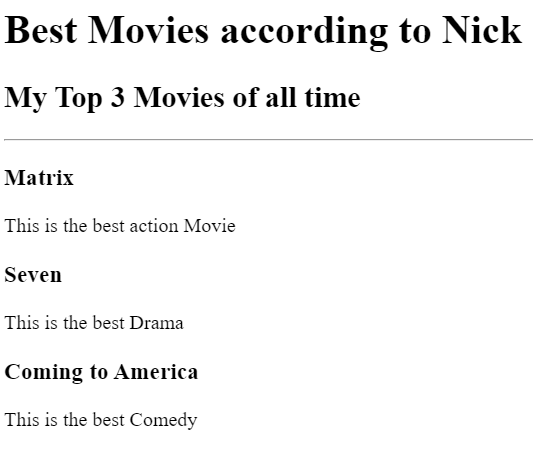 Best Movies according to Nick
My Top 3 Movies of all time
Matrix
This is the best action Movie
Seven
This is the best Drama
Coming to America
This is the best Comedy